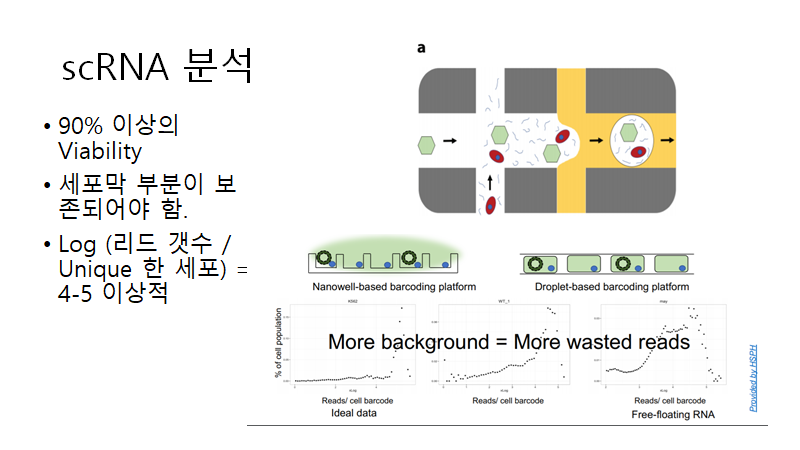 scRNA 분석
a
• 90% 이상의
Viability
• 세포막 부분이 보
존되어야 함.
• Log (리드 갯수 /
Unique 한 세포) =
4-5 이상적
Nanowell-based barcoding platform
Droplet-based barcoding platform
K562
WT_1
may
More background = More wasted reads
% of cell population
Reads/ cell barcode
Reads/ cell barcode
Reads/ cell barcode
Ideal data
Free-floating RNA
Provided by HSPH